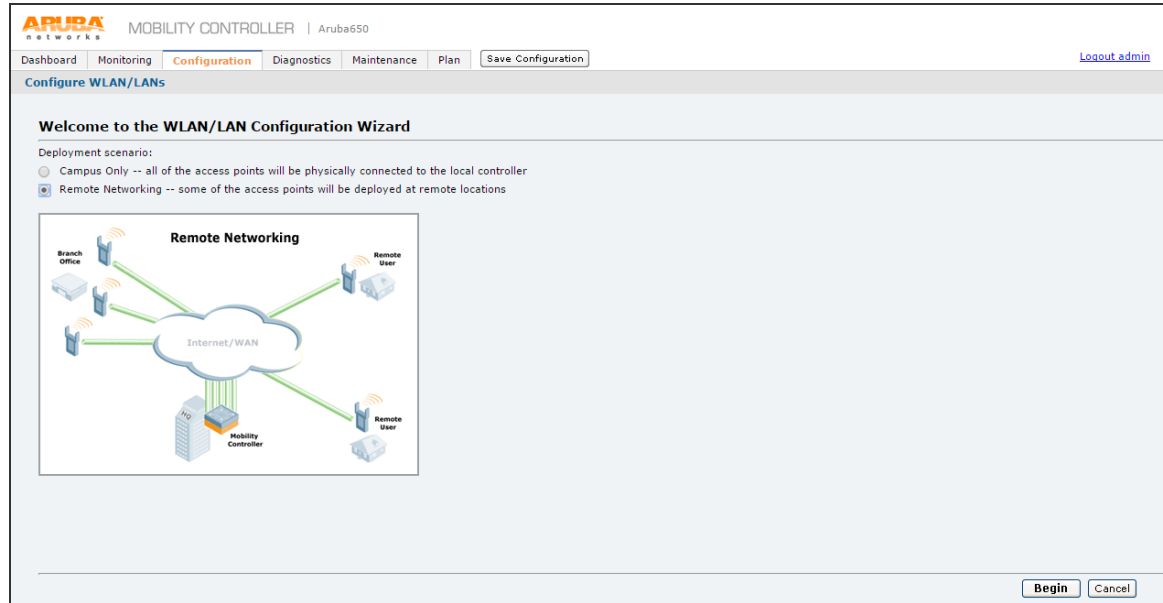 ARUBA networks MOBILITY CONTROLLER | Aruba650
Dashboard Monitoring Configuration Diagnostics Maintenance Plan Save Configuration Logout admin
Configure WLAN/LANs
Welcome to the WLAN/LAN Configuration Wizard
Deployment scenario:
Campus Only -- all of the access points will be physically connected to the local controller
Remote Networking -- some of the access points will be deployed at remote locations
Remote Networking
Branch
Office
Remote
User
Internet/WAN
HQ
Mobility
Controller
Remote
User
Begin Cancel